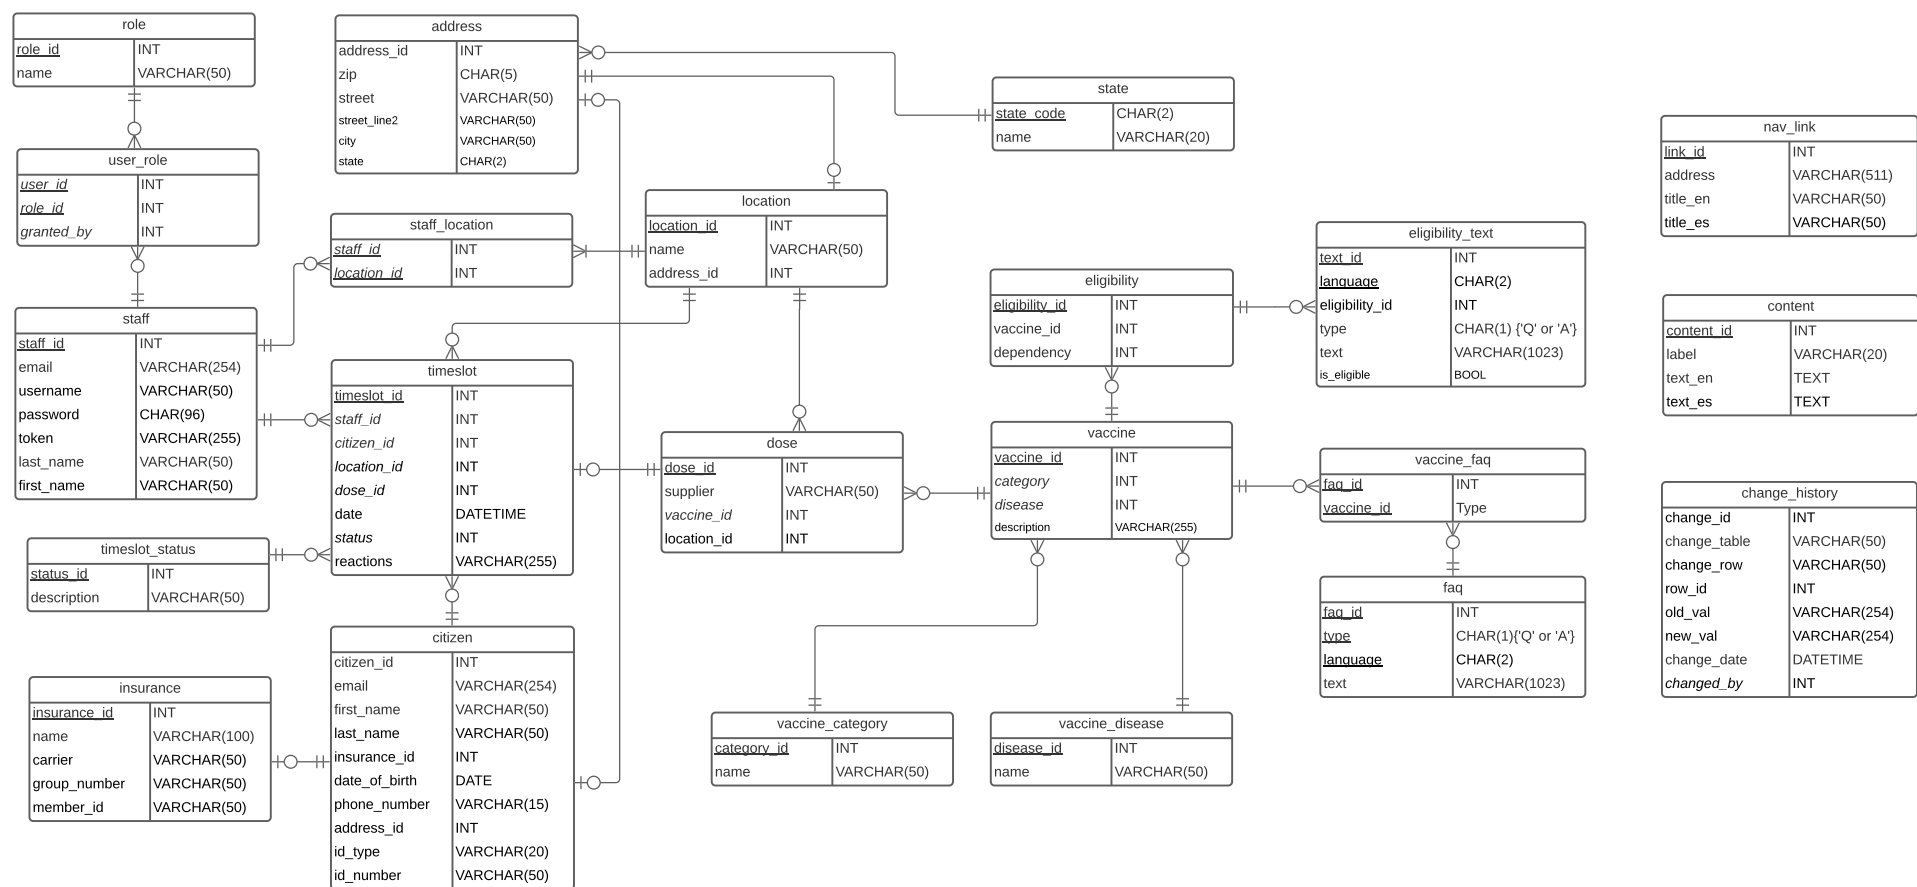 role
role_id INT
name VARCHAR(50)
user_role
user_id INT
role_id INT
granted_by INT
staff
staff_id INT
email VARCHAR(254)
username VARCHAR(50)
password CHAR(96)
token VARCHAR(255)
last_name VARCHAR(50)
first_name VARCHAR(50)
timeslot_status
status_id INT
description VARCHAR(50)
insurance
insurance_id INT
name VARCHAR(100)
carrier VARCHAR(50)
group_number VARCHAR(50)
member_id VARCHAR(50)
address
address_id INT
zip CHAR(5)
street VARCHAR(50)
street_line2 VARCHAR(50)
city VARCHAR(50)
state CHAR(2)
staff_location
staff_id INT
location_id INT
timeslot
timeslot_id INT
staff_id INT
citizen_id INT
location_id INT
dose_id INT
date DATETIME
status INT
reactions VARCHAR(255)
citizen
citizen_id INT
email VARCHAR(254)
first_name VARCHAR(50)
last_name VARCHAR(50)
insurance_id INT
date_of_birth DATE
phone_number VARCHAR(15)
address_id INT
id_type VARCHAR(20)
id_number VARCHAR(50)
location
location_id INT
name VARCHAR(50)
address_id INT
dose
dose_id INT
supplier VARCHAR(50)
vaccine_id INT
location_id INT
vaccine_category
category_id INT
name VARCHAR(50)
state
state_code CHAR(2)
name VARCHAR(20)
eligibility
eligibility_id INT
vaccine_id INT
dependency INT
vaccine
vaccine_id INT
category INT
disease INT
description VARCHAR(255)
vaccine_disease
disease_id INT
name VARCHAR(50)
eligibility_text
text_id INT
language CHAR(2)
eligibility_id INT
type CHAR(1) {'Q' or 'A'}
text VARCHAR(1023)
is_eligible BOOL
vaccine_faq
faq_id INT
vaccine_id Type
faq
faq_id INT
type CHAR(1){'Q' or 'A'}
language CHAR(2)
text VARCHAR(1023)
nav_link
link_id INT
address VARCHAR(511)
title_en VARCHAR(50)
title_es VARCHAR(50)
content
content_id INT
label VARCHAR(20)
text_en TEXT
text_es TEXT
change_history
change_id INT
change_table VARCHAR(50)
change_row VARCHAR(50)
row_id INT
old_val VARCHAR(254)
new_val VARCHAR(254)
change_date DATETIME
changed_by INT